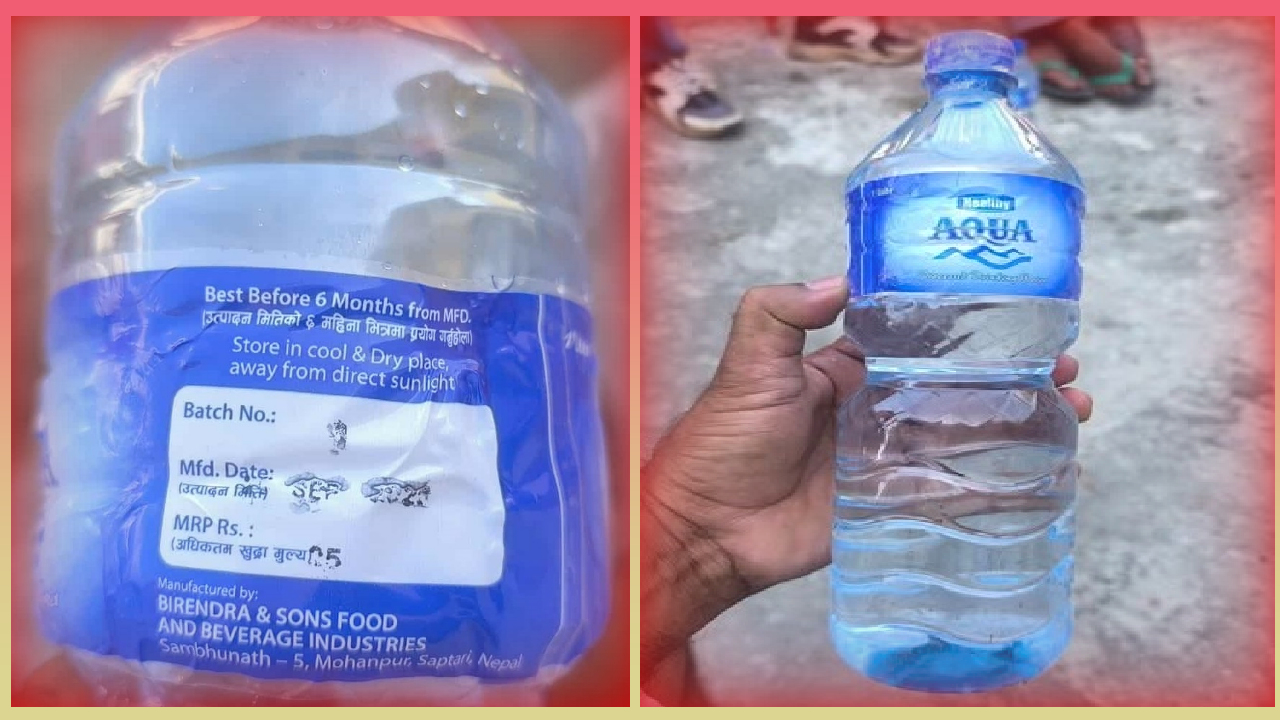 Best Before 6 Months from MFD.
(उत्पादन मितिको ६ महिना भित्रमा प्रयोग गर्नुहोला)
Store in cool & Dry place,
away from direct sunlight
Batch No.:
Mfd. Date:
(उत्पादन मिति)
MRP Rs. :
(अधिकतम खुद्रा मुल्य
Manufactured by:
BIRENDRA & SONS FOOD
AND BEVERAGE INDUSTRIES
Sambhunath – 5, Mohanpur, Saptari, Nepal
Healthy
AQUA